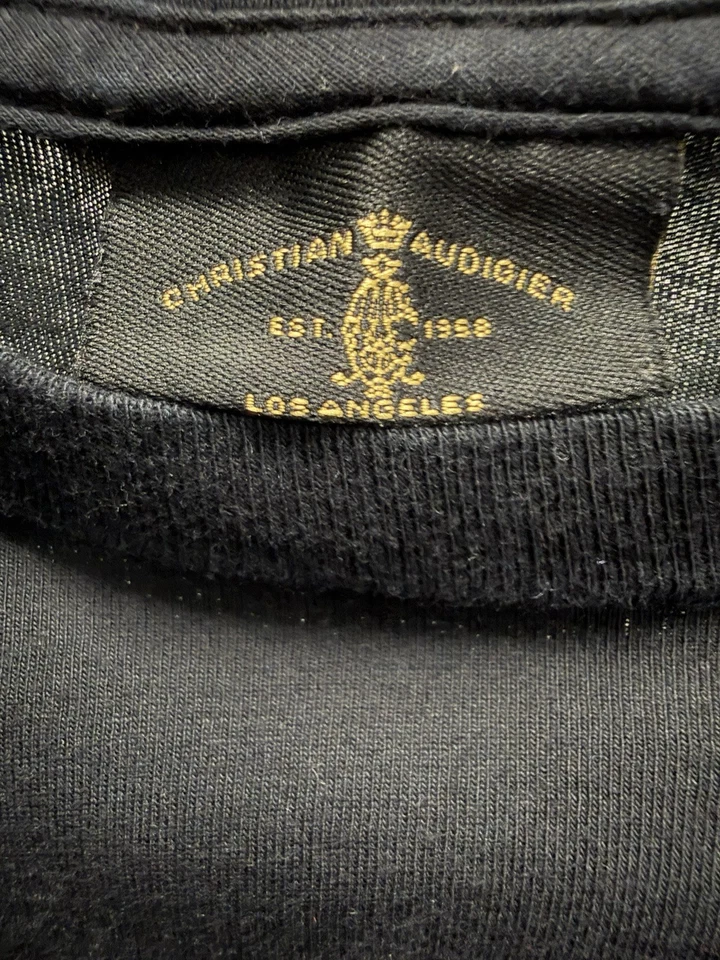 CHRISTIAN AUDIGIER
EST. 1958
LOS ANGELES